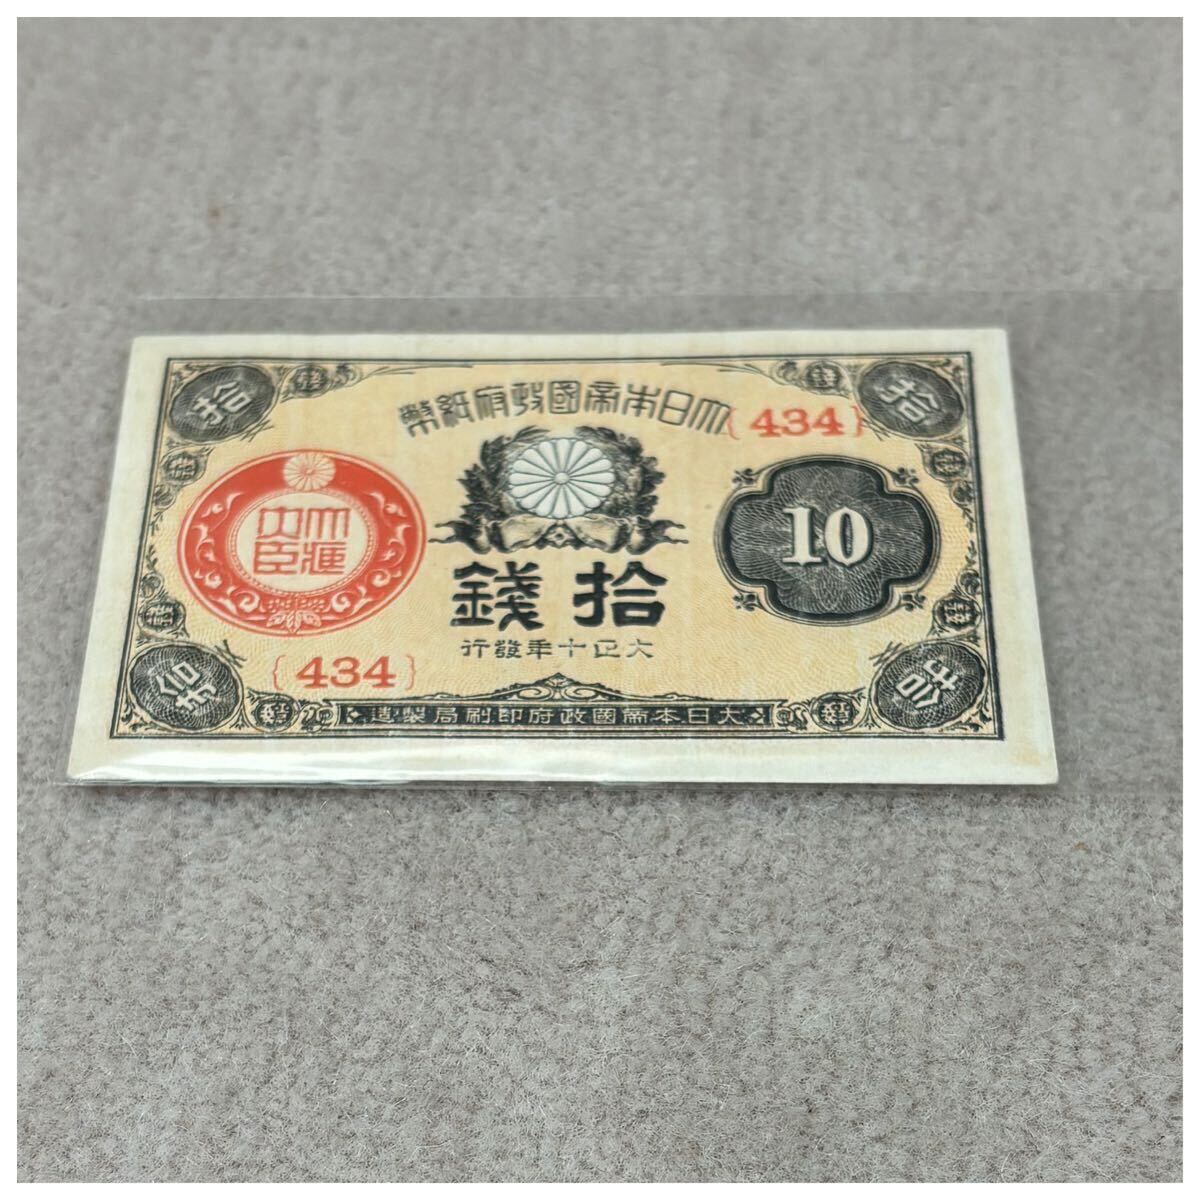 大日本帝國政府紙幣
{434}
拾
拾
大藏大臣
10
拾錢
大正十年發行
{434}
拾
拾
大日本帝國政府印刷局製造